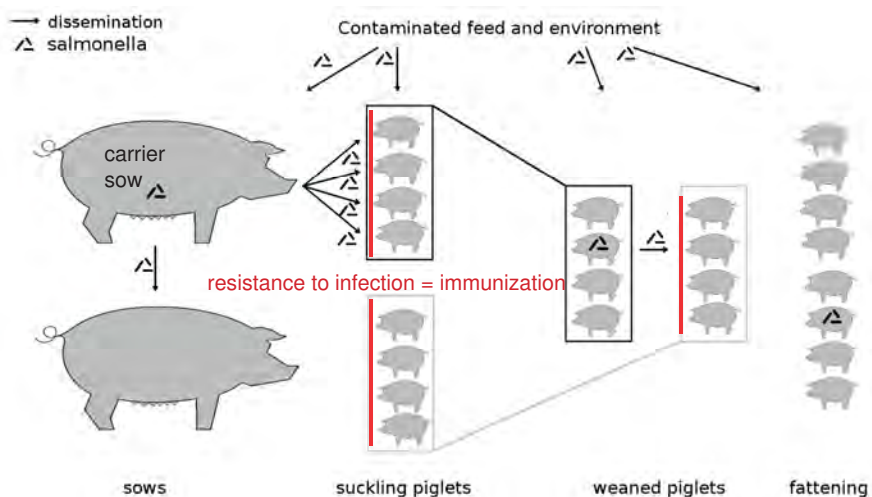 dissemination
salmonella
Contaminated feed and environment
carrier
sow
resistance to infection = immunization
sows
suckling piglets
weaned piglets
fattening